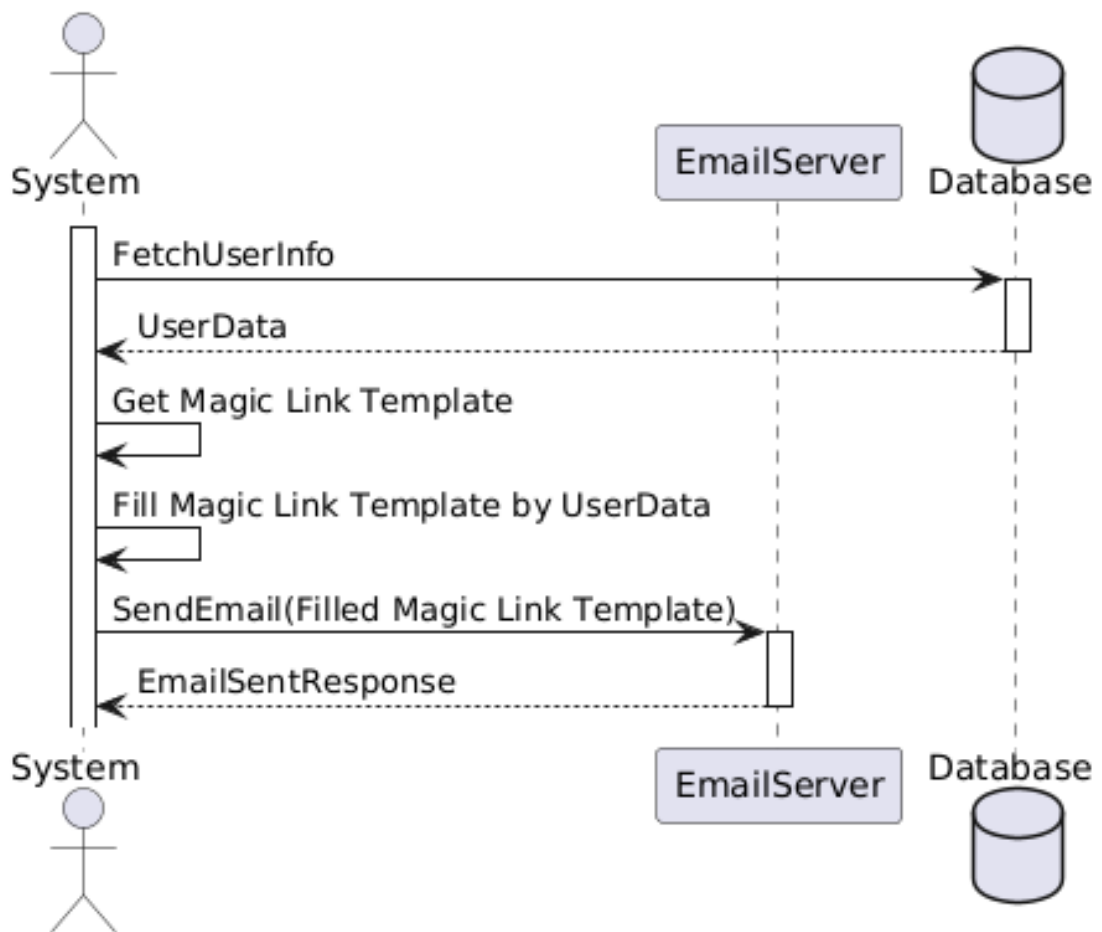 System
EmailServer
Database
FetchUserInfo
UserData
Get Magic Link Template
Fill Magic Link Template by UserData
SendEmail(Filled Magic Link Template)
EmailSentResponse
System
EmailServer
Database